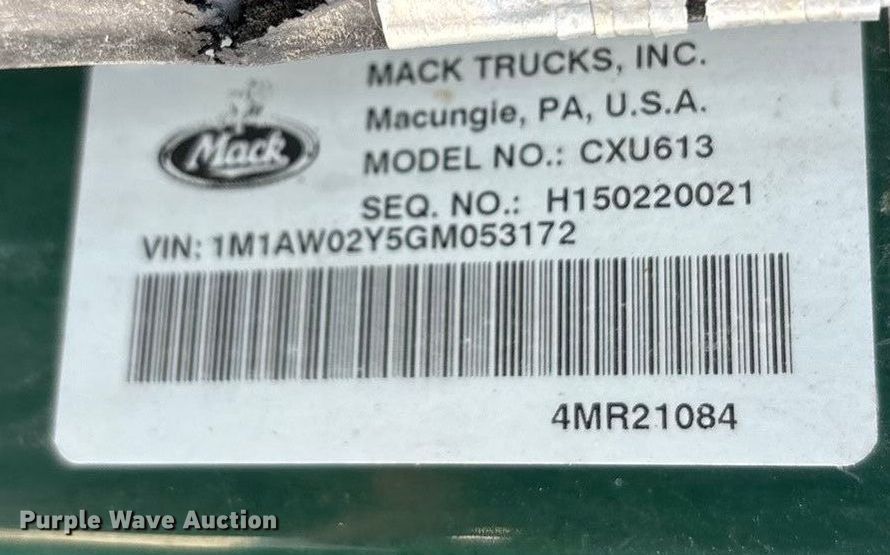 MACK TRUCKS, INC.
Macungie, PA, U.S.A.
Mack
MODEL NO.: CXU613
SEQ. NO.: H150220021
VIN: 1M1AW02Y5GM053172
4MR21084
Purple Wave Auction